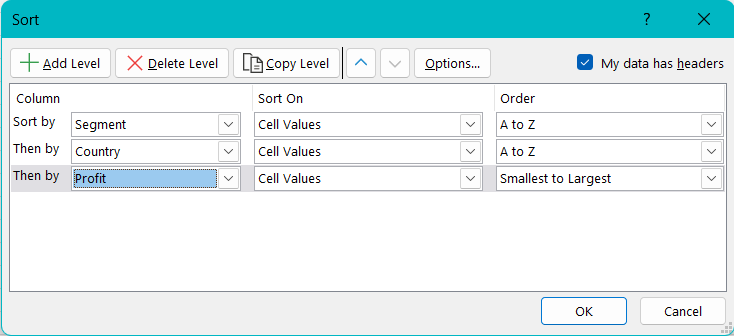 Sort ?
Add Level Delete Level Copy Level Options... My data has headers
Column Sort On Order
Sort by Segment Cell Values A to Z
Then by Country Cell Values A to Z
Then by Profit Cell Values Smallest to Largest
OK Cancel